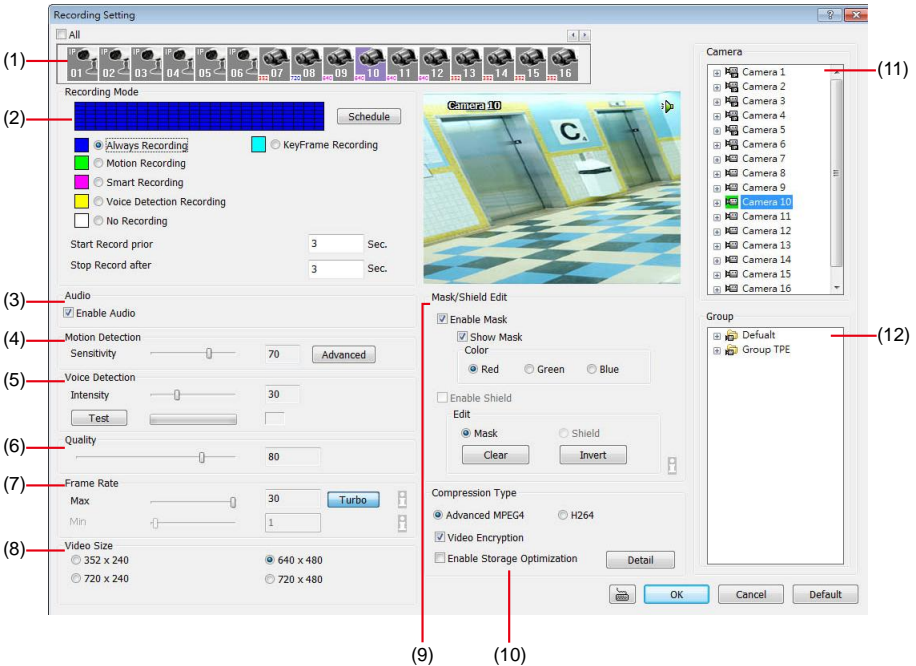 Recording Setting
All
(1)
IP IP IP IP IP IP
01 02 03 04 05 06 07 08 09 10 11 12 13 14 15 16
Recording Mode
(2)
Schedule
Always Recording
KeyFrame Recording
Motion Recording
Smart Recording
Voice Detection Recording
No Recording
Start Record prior 3 Sec.
Stop Record after 3 Sec.
(3)
Audio
Enable Audio
(4)
Motion Detection
Sensitivity 70 Advanced
(5)
Voice Detection
Intensity 30
Test
(6)
Quality
80
(7)
Frame Rate
Max 30 Turbo
Min 1
(8)
Video Size
352 x 240 640 x 480
720 x 240 720 x 480
Camera 10
C
Mask/Shield Edit
Enable Mask
Show Mask
Color
Red Green Blue
Enable Shield
Edit
Mask Shield
Clear Invert
Compression Type
Advanced MPEG4 H264
Video Encryption
Enable Storage Optimization Detail
(9)
(10)
Camera
(11)
Camera 1
Camera 2
Camera 3
Camera 4
Camera 5
Camera 6
Camera 7
Camera 8
Camera 9
Camera 10
Camera 11
Camera 12
Camera 13
Camera 14
Camera 15
Camera 16
Group
(12)
Defualt
Group TPE
OK Cancel Default